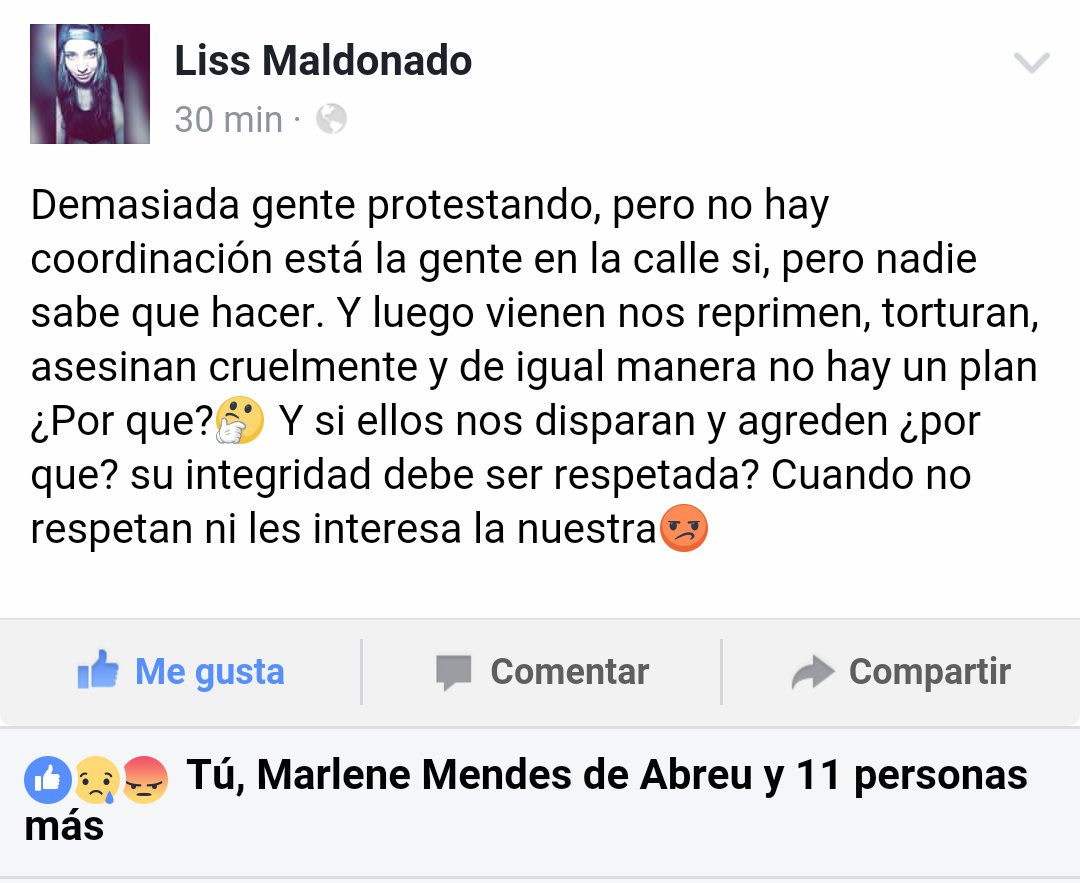 Liss Maldonado
30 min ·
Demasiada gente protestando, pero no hay
coordinación está la gente en la calle si, pero nadie
sabe que hacer. Y luego vienen nos reprimen, torturan,
asesinan cruelmente y de igual manera no hay un plan
¿Por que?🤔 Y si ellos nos disparan y agreden ¿por
que? su integridad debe ser respetada? Cuando no
respetan ni les interesa la nuestra😡
Me gusta
Comentar
Compartir
Tú, Marlene Mendes de Abreu y 11 personas
más